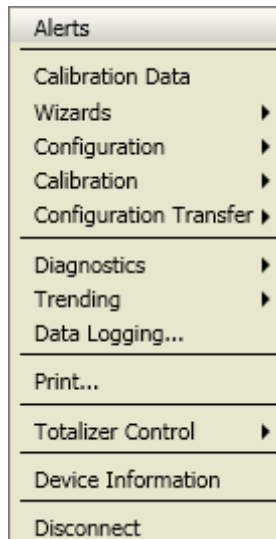 Alerts
Calibration Data
Wizards
Configuration
Calibration
Configuration Transfer
Diagnostics
Trending
Data Logging...
Print...
Totalizer Control
Device Information
Disconnect